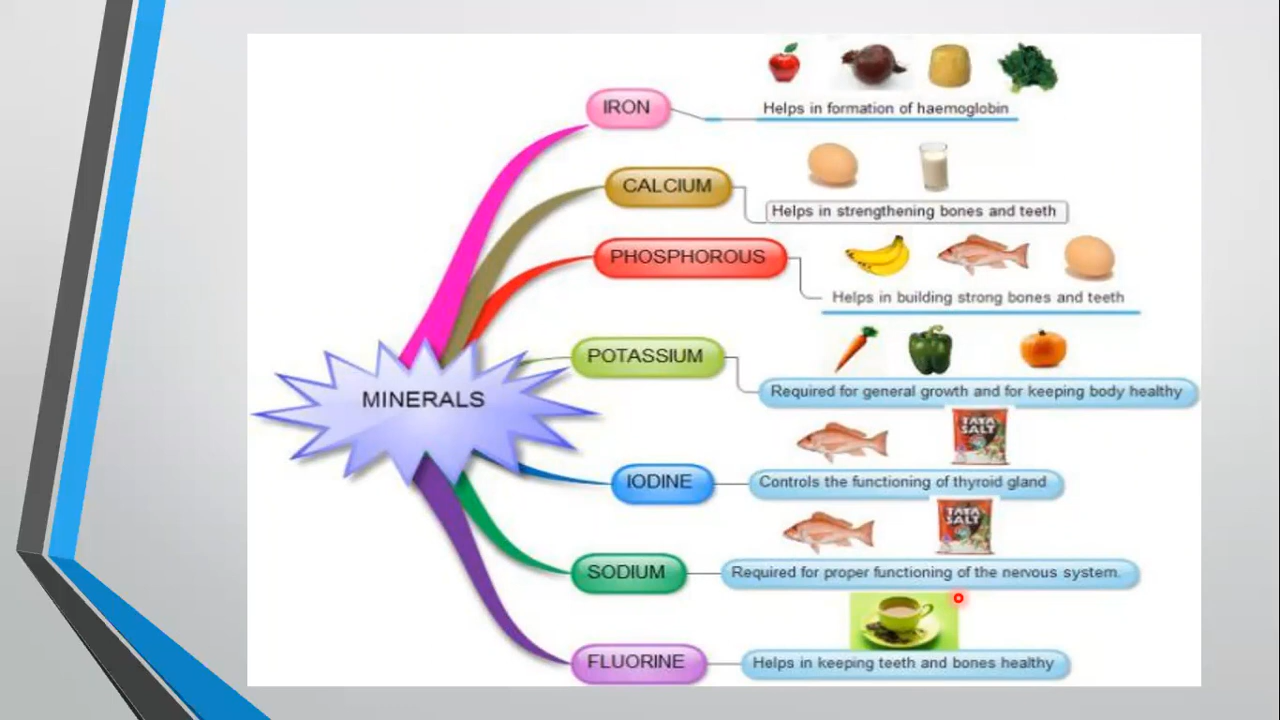 IRON
Helps in formation of haemoglobin
CALCIUM
Helps in strengthening bones and teeth
PHOSPHOROUS
Helps in building strong bones and teeth
POTASSIUM
Required for general growth and for keeping body healthy
MINERALS
TATA
SALT
IODINE
Controls the functioning of thyroid gland
TATA
SALT
SODIUM
Required for proper functioning of the nervous system.
FLUORINE
Helps in keeping teeth and bones healthy